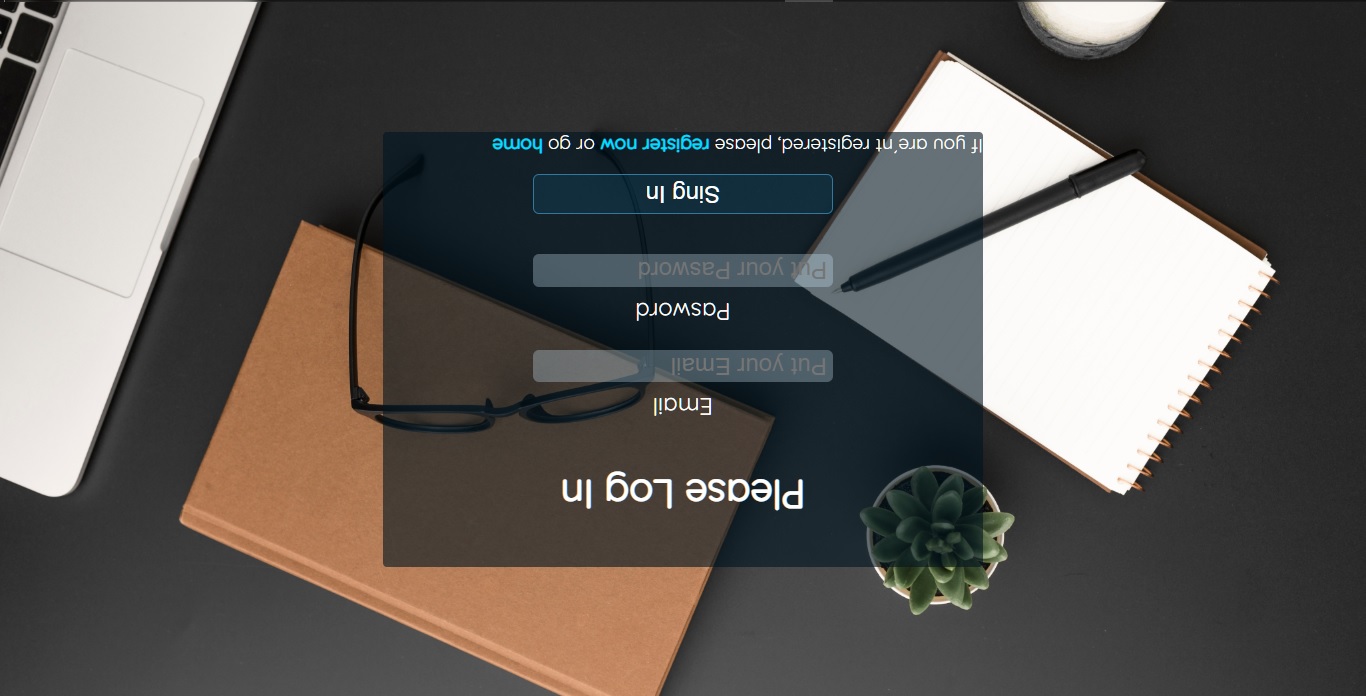 Please Log In
Email
Put your Email
Pasword
Put your Pasword
Sing In
If you are´nt registered, please register now or go home